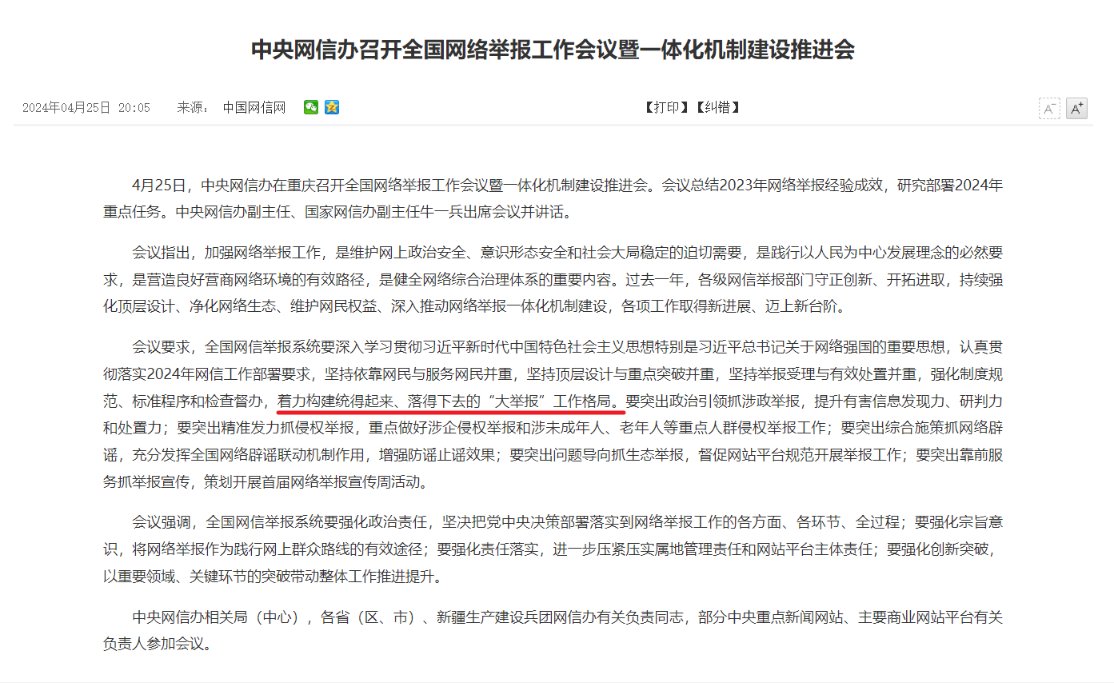 中央网信办召开全国网络举报工作会议暨一体化机制建设推进会
2024年04月25日 20:05 来源： 中国网信网 【打印】【纠错】 A- A+
4月25日，中央网信办在重庆召开全国网络举报工作会议暨一体化机制建设推进会。会议总结2023年网络举报经验成效，研究部署2024年
重点任务。中央网信办副主任、国家网信办副主任牛一兵出席会议并讲话。
会议指出，加强网络举报工作，是维护网上政治安全、意识形态安全和社会大局稳定的迫切需要，是践行以人民为中心发展理念的必然要
求，是营造良好营商网络环境的有效路径，是健全网络综合治理体系的重要内容。过去一年，各级网信举报部门守正创新、开拓进取，持续强
化顶层设计、净化网络生态、维护网民权益、深入推动网络举报一体化机制建设，各项工作取得新进展、迈上新台阶。
会议要求，全国网信举报系统要深入学习贯彻习近平新时代中国特色社会主义思想特别是习近平总书记关于网络强国的重要思想，认真贯
彻落实2024年网信工作部署要求，坚持依靠网民与服务网民并重，坚持顶层设计与重点突破并重，坚持举报受理与有效处置并重，强化制度规
范、标准程序和检查督办，着力构建统得起来、落得下去的“大举报”工作格局。要突出政治引领抓涉政举报，提升有害信息发现力、研判力
和处置力；要突出精准发力抓侵权举报，重点做好涉企侵权举报和涉未成年人、老年人等重点人群侵权举报工作；要突出综合施策抓网络辟
谣，充分发挥全国网络辟谣联动机制作用，增强防谣止谣效果；要突出问题导向抓生态举报，督促网站平台规范开展举报工作；要突出靠前服
务抓举报宣传，策划开展首届网络举报宣传周活动。
会议强调，全国网信举报系统要强化政治责任，坚决把党中央决策部署落实到网络举报工作的各方面、各环节、全过程；要强化宗旨意
识，将网络举报作为践行网上群众路线的有效途径；要强化责任落实，进一步压紧压实属地管理责任和网站平台主体责任；要强化创新突破，
以重要领域、关键环节的突破带动整体工作推进提升。
中央网信办相关局（中心），各省（区、市）、新疆生产建设兵团网信办有关负责同志，部分中央重点新闻网站、主要商业网站平台有关
负责人参加会议。